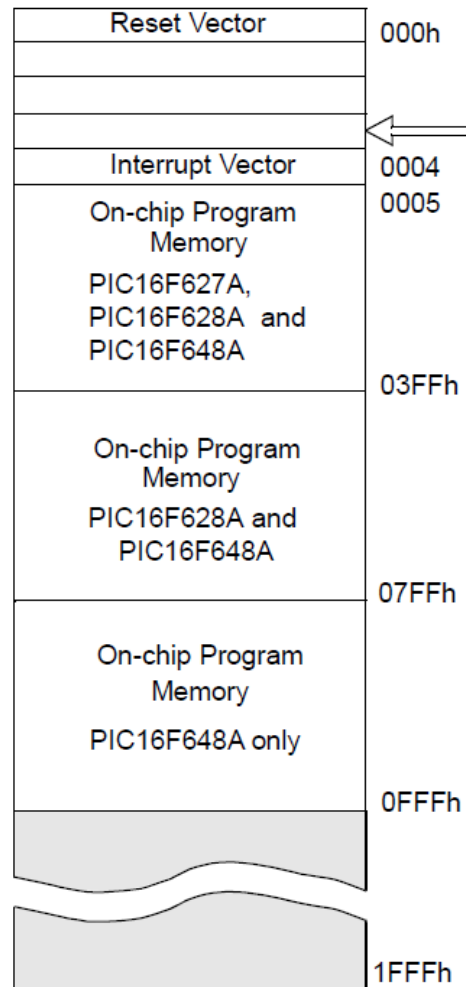 Reset Vector
000h
Interrupt Vector
0004
0005
On-chip Program
Memory
PIC16F627A,
PIC16F628A and
PIC16F648A
03FFh
On-chip Program
Memory
PIC16F628A and
PIC16F648A
07FFh
On-chip Program
Memory
PIC16F648A only
0FFFh
1FFFh